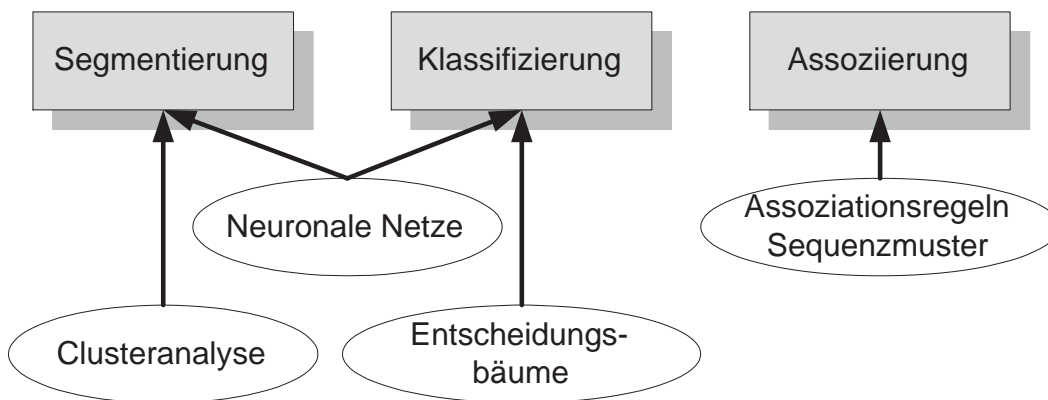 Segmentierung
Klassifizierung
Assoziierung
Neuronale Netze
Assoziationsregeln
Sequenzmuster
Clusteranalyse
Entscheidungs-
bäume